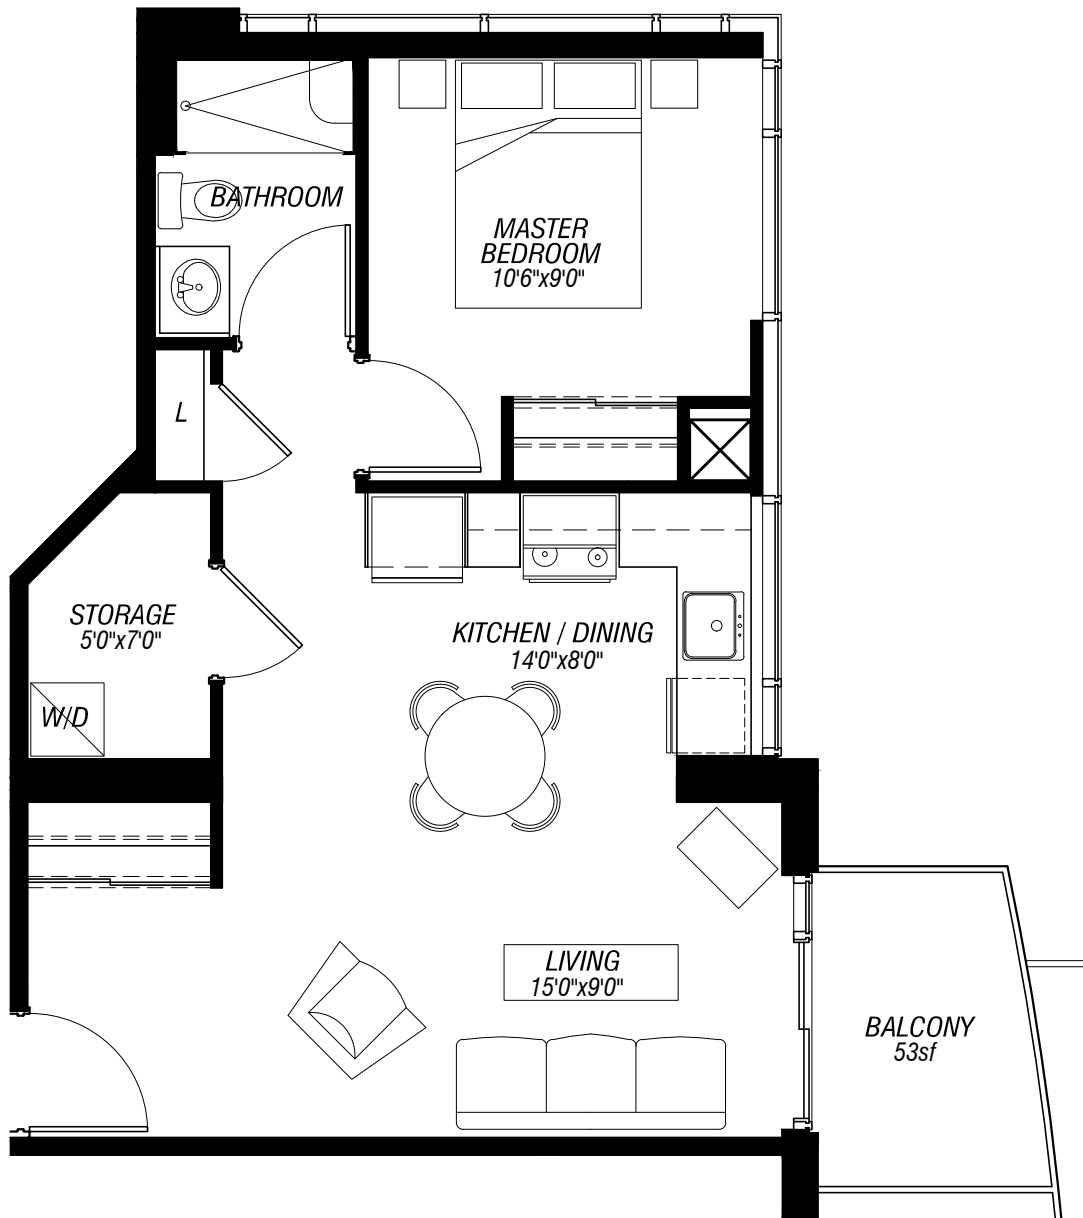 BATHROOM
MASTER
BEDROOM
10'6"x9'0"
L
STORAGE
5'0"x7'0"
KITCHEN / DINING
14'0"x8'0"
W/D
LIVING
15'0"x9'0"
BALCONY
53sf